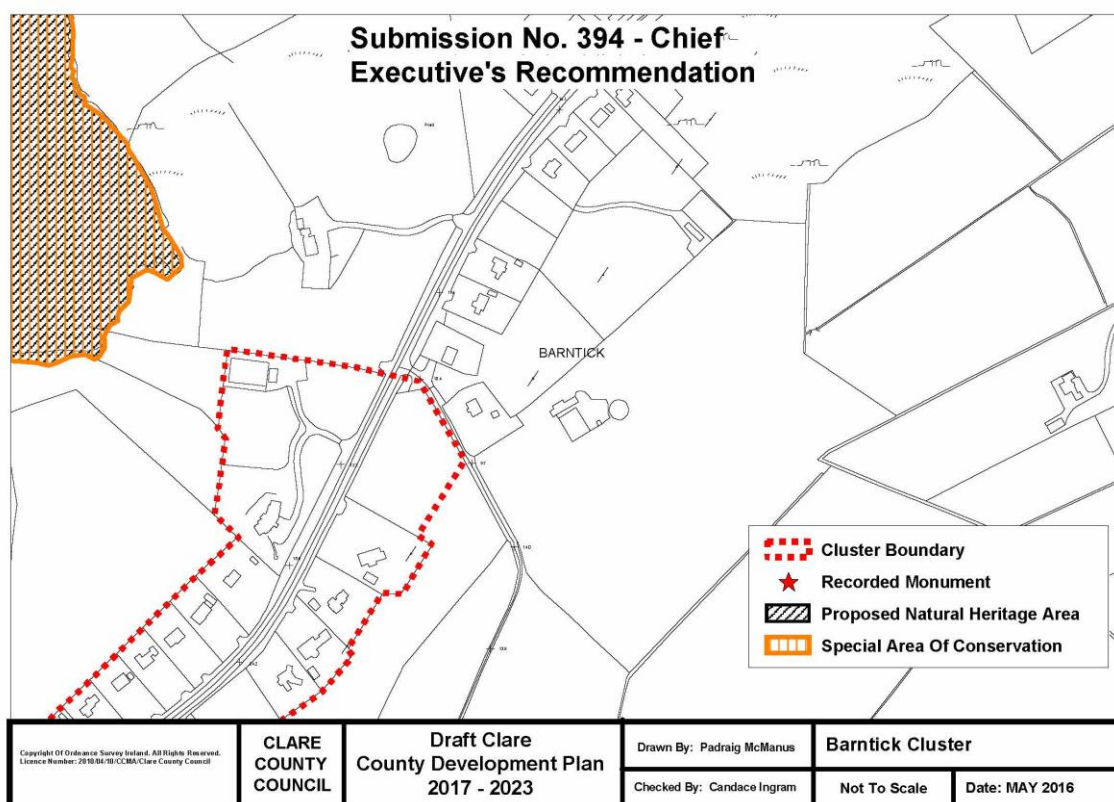 Submission No. 394 - Chief
Executive's Recommendation
BARNTICK
Cluster Boundary
Recorded Monument
Proposed Natural Heritage Area
Special Area Of Conservation
Copyright Of Ordnance Survey Ireland. All Rights Reserved.
Licence Number: 2010/04/10/CCMA/Clare County Council
CLARE
COUNTY
COUNCIL
Draft Clare
County Development Plan
2017 - 2023
Drawn By: Padraig McManus
Checked By: Candace Ingram
Barntick Cluster
Not To Scale
Date: MAY 2016